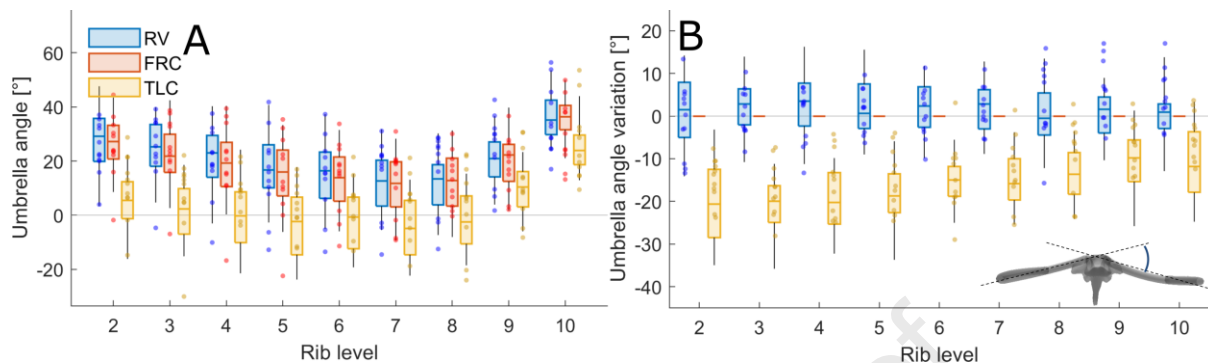 A
Umbrella angle [°]
60
40
20
0
-20
RV
FRC
TLC
2 3 4 5 6 7 8 9 10
Rib level
B
Umbrella angle variation [°]
20
10
0
-10
-20
-30
-40
2 3 4 5 6 7 8 9 10
Rib level